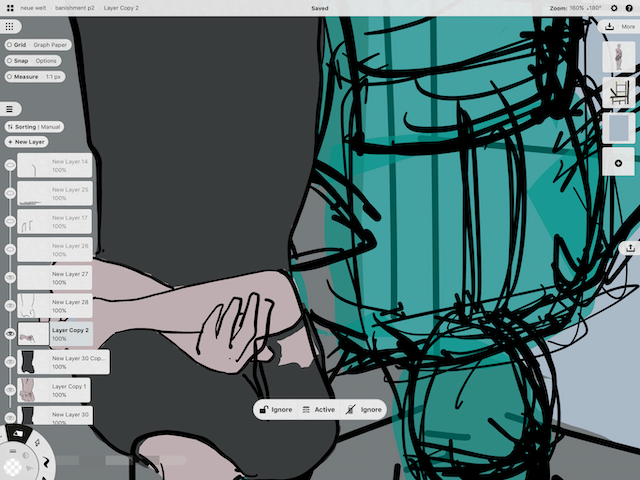 neue welt banishment p2 Layer Copy 2
Saved
Zoom: 160% ±180°
More
Grid Graph Paper
Snap Options
Measure 1:1 px
Sorting | Manual
+ New Layer
New Layer 14
100%
New Layer 25
100%
New Layer 17
100%
New Layer 26
100%
New Layer 27
100%
New Layer 28
100%
Layer Copy 2
100%
New Layer 30 Cop...
100%
Layer Copy 1
100%
New Layer 30
100%
Ignore Active Ignore